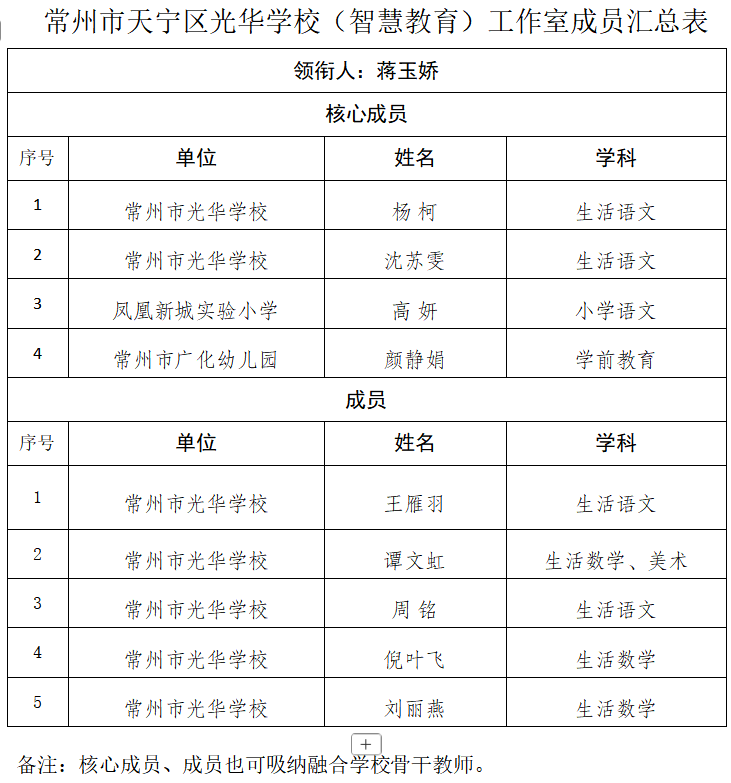 常州市天宁区光华学校（智慧教育）工作室成员汇总表
领衔人：蒋玉娇
核心成员
序号 单位 姓名 学科
1 常州市光华学校 杨 柯 生活语文
2 常州市光华学校 沈苏雯 生活语文
3 凤凰新城实验小学 高 妍 小学语文
4 常州市广化幼儿园 颜静娟 学前教育
成员
序号 单位 姓名 学科
1 常州市光华学校 王雁羽 生活语文
2 常州市光华学校 谭文虹 生活数学、美术
3 常州市光华学校 周 铭 生活语文
4 常州市光华学校 倪叶飞 生活数学
5 常州市光华学校 刘丽燕 生活数学
备注：核心成员、成员也可吸纳融合学校骨干教师。